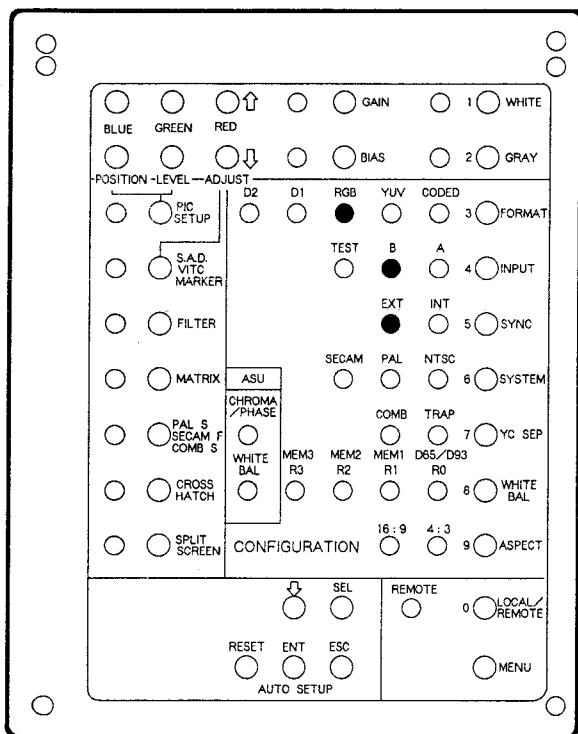 GAIN 1 WHITE
BLUE GREEN RED
BIAS 2 GRAY
POSITION LEVEL ADJUST
D2 D1 RGB YUV CODED
PIC
SETUP
3 FORMAT
TEST B A
S.A.D.
VITC
MARKER
4 INPUT
EXT INT
FILTER 5 SYNC
SECAM PAL NTSC
MATRIX ASU 6 SYSTEM
CHROMA
/PHASE
COMB TRAP
PAL S
SECAM F
COMB S
7 YC SEP
WHITE
BAL
MEM3 MEM2 MEM1 D65/D93
R3 R2 R1 R0
CROSS
HATCH
8 WHITE
BAL
16:9 4:3
SPLIT
SCREEN
CONFIGURATION 9 ASPECT
SEL REMOTE
0 LOCAL/
REMOTE
RESET ENT ESC
MENU
AUTO SETUP